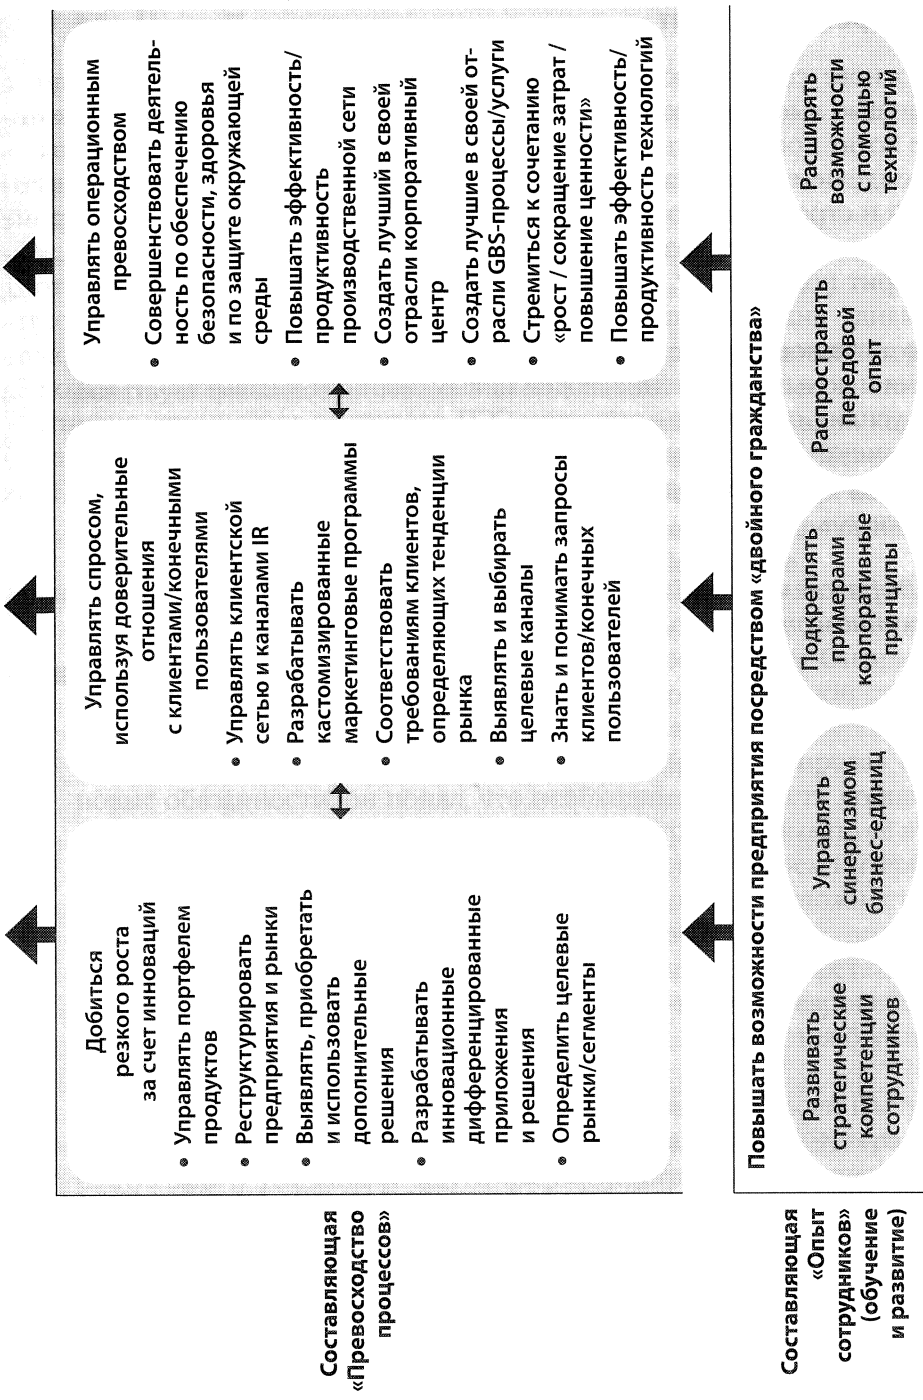 Составляющая
«Превосходство
процессов»
Добиться
резкого роста
за счет инноваций
• Управлять портфелем
продуктов
• Реструктурировать
предприятия и рынки
• Выявлять, приобретать
и использовать
дополнительные
решения
• Разрабатывать
инновационные
дифференцированные
приложения
и решения
• Определить целевые
рынки/сегменты
Управлять спросом,
используя доверительные
отношения
с клиентами/конечными
пользователями
• Управлять клиентской
сетью и каналами IR
• Разрабатывать
кастомизированные
маркетинговые программы
• Соответствовать
требованиям клиентов,
определяющих тенденции
рынка
• Выявлять и выбирать
целевые каналы
• Знать и понимать запросы
клиентов/конечных
пользователей
Управлять операционным
превосходством
• Совершенствовать деятель-
ность по обеспечению
безопасности, здоровья
и по защите окружающей
среды
• Повышать эффективность/
продуктивность
производственной сети
• Создать лучший в своей
отрасли корпоративный
центр
• Создать лучшие в своей от-
расли GBS-процессы/услуги
• Стремиться к сочетанию
«рост / сокращение затрат /
повышение ценности»
• Повышать эффективность/
продуктивность технологий
Составляющая
«Опыт
сотрудников»
(обучение
и развитие)
Повышать возможности предприятия посредством «двойного гражданства»
Развивать
стратегические
компетенции
сотрудников
Управлять
синергизмом
бизнес-единиц
Подкреплять
примерами
корпоративные
принципы
Распространять
передовой
опыт
Расширять
возможности
с помощью
технологий